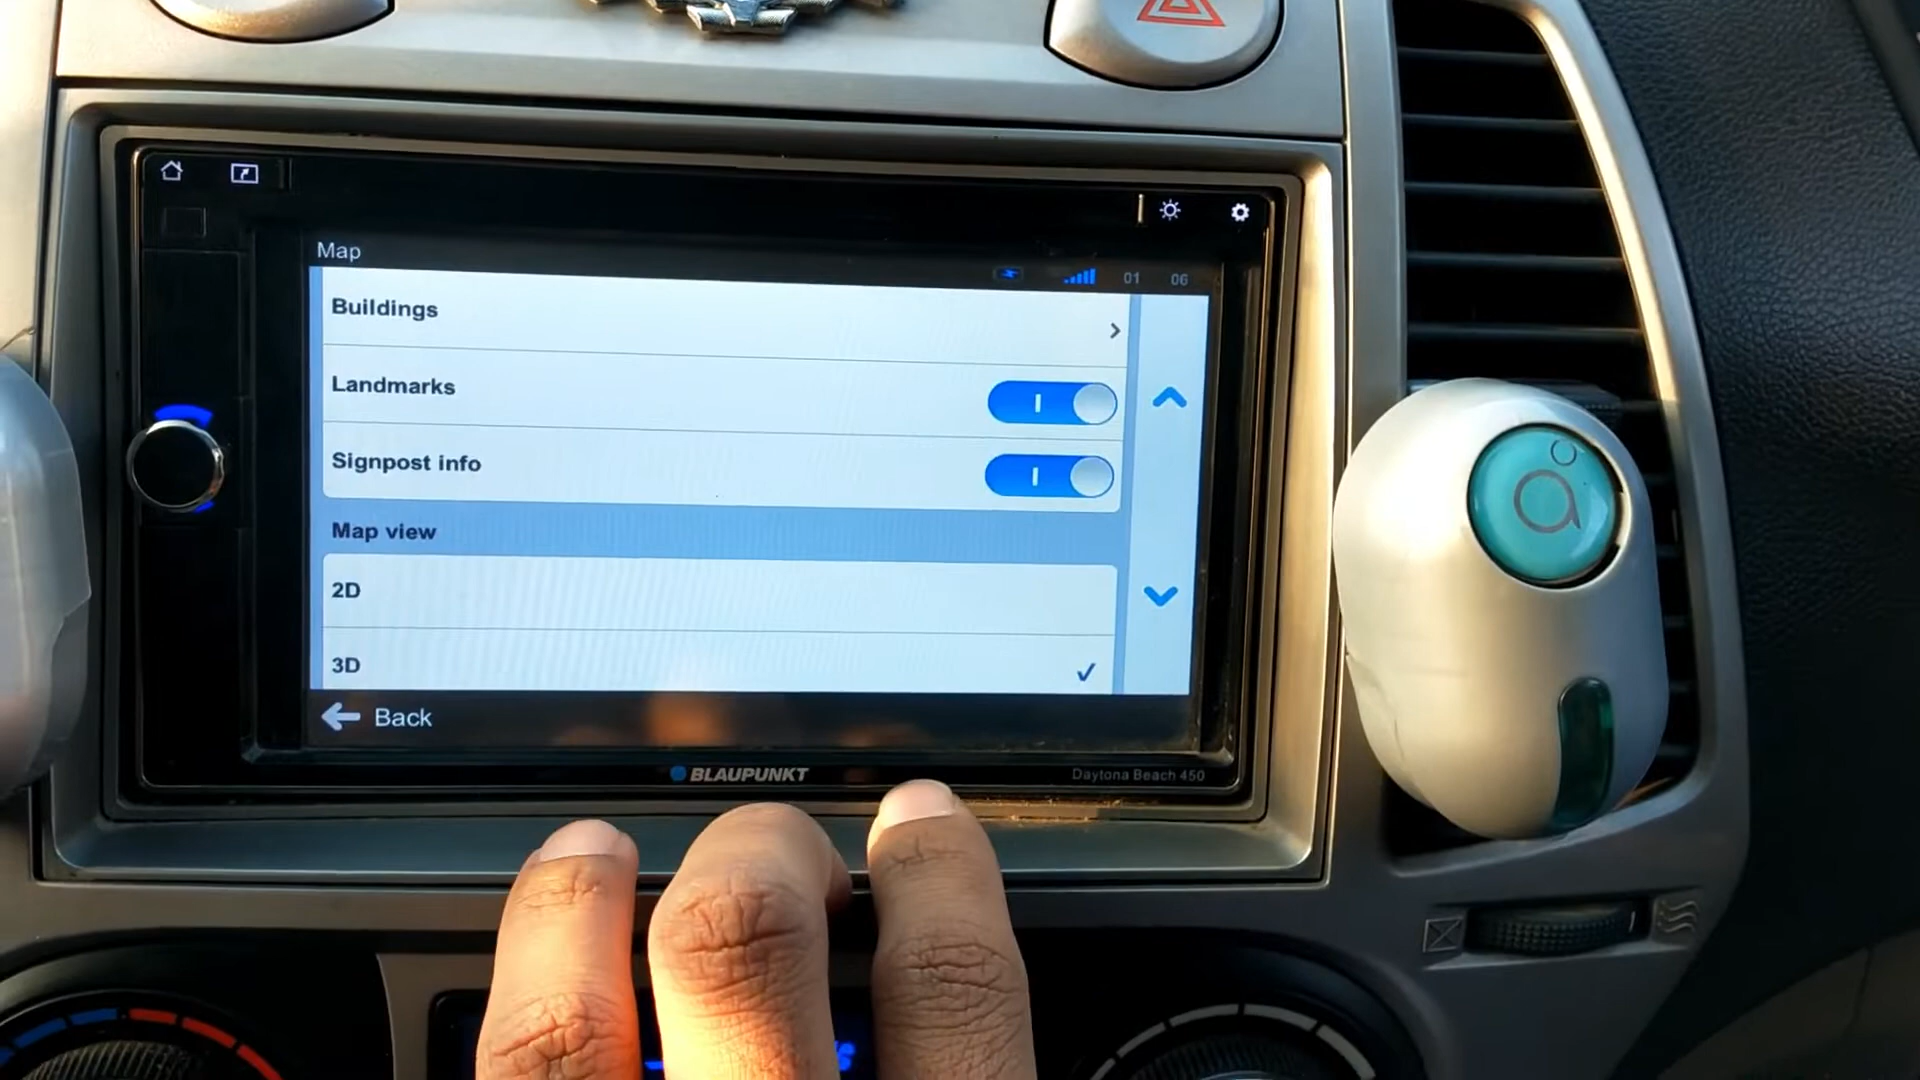 Map
01 06
Buildings
Landmarks
Signpost info
Map view
2D
3D
Back
BLAUPUNKT
Daytona Beach 450
a